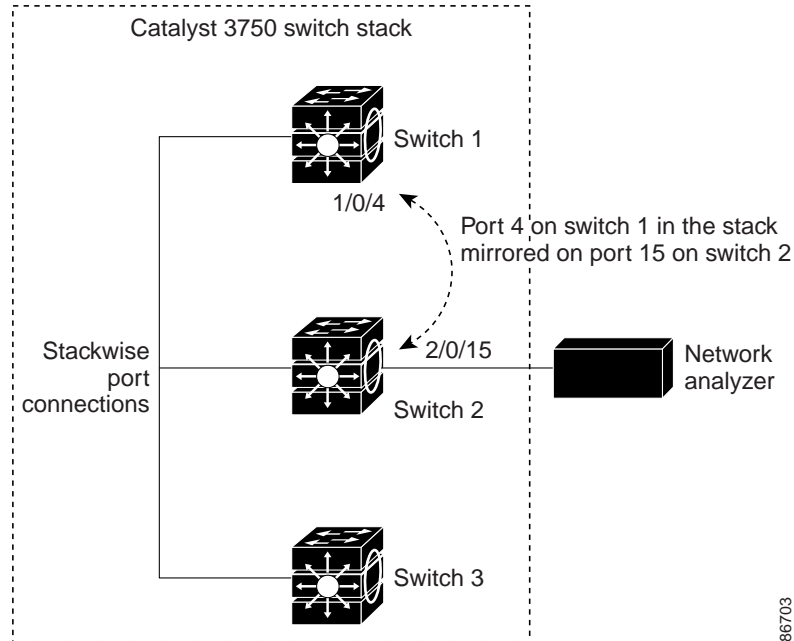 Catalyst 3750 switch stack
Switch 1
1/0/4
Port 4 on switch 1 in the stack
mirrored on port 15 on switch 2
Stackwise
port
connections
2/0/15
Switch 2
Network
analyzer
Switch 3
86703